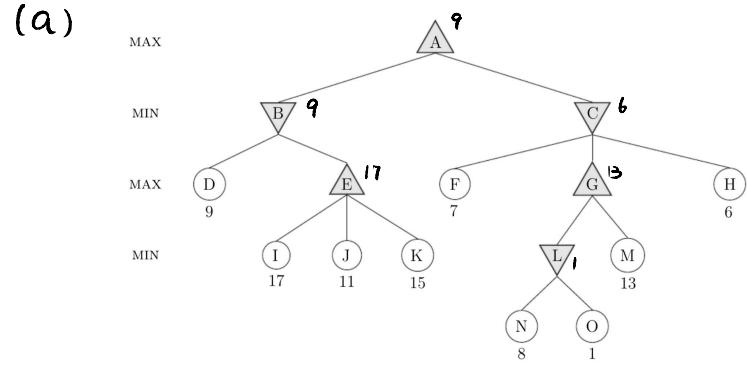 (a)
9
MAX A
MIN B 9 C 6
MAX D E 17 F G 13 H
9 7 6
MIN I J K L 1 M
17 11 15 13
N O
8 1